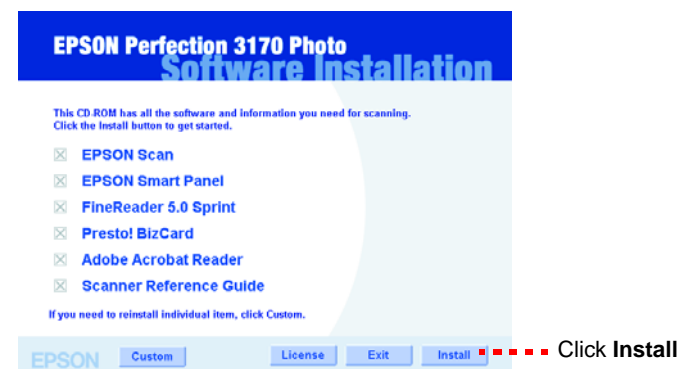 EPSON Perfection 3170 Photo
Software Installation
This CD-ROM has all the software and information you need for scanning.
Click the Install button to get started.
EPSON Scan
EPSON Smart Panel
FineReader 5.0 Sprint
Presto! BizCard
Adobe Acrobat Reader
Scanner Reference Guide
If you need to reinstall individual item, click Custom.
EPSON Custom License Exit Install Click Install